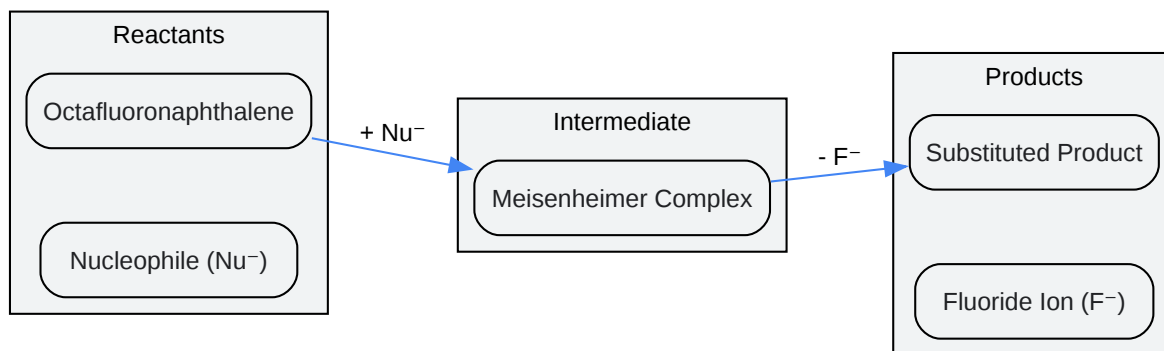 Reactants
Octafluoronaphthalene
Nucleophile (Nu⁻)
+ Nu⁻
Intermediate
Meisenheimer Complex
- F⁻
Products
Substituted Product
Fluoride Ion (F⁻)